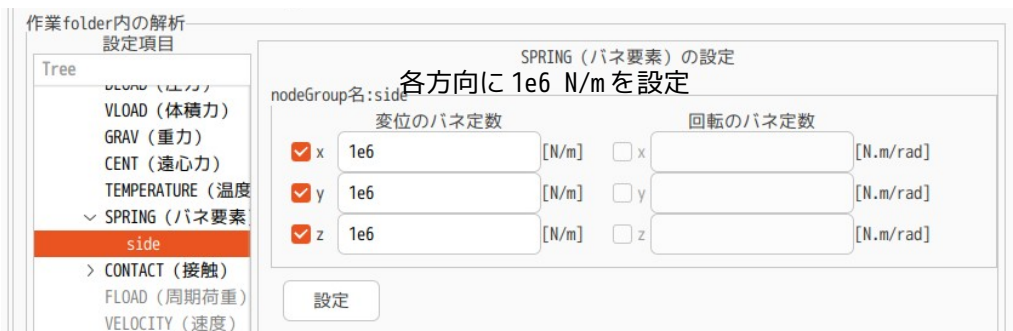 作業folder内の解析
設定項目
Tree
DLOAD (圧力)
VLOAD (体積力)
GRAV (重力)
CENT (遠心力)
TEMPERATURE (温度
SPRING (バネ要素)
side
CONTACT (接触)
FLOAD (周期荷重)
VELOCITY (速度)
SPRING (バネ要素) の設定
各方向に1e6 N/mを設定
nodeGroup名:side
変位のバネ定数 回転のバネ定数
x 1e6 [N/m] x [N.m/rad]
y 1e6 [N/m] y [N.m/rad]
z 1e6 [N/m] z [N.m/rad]
設定